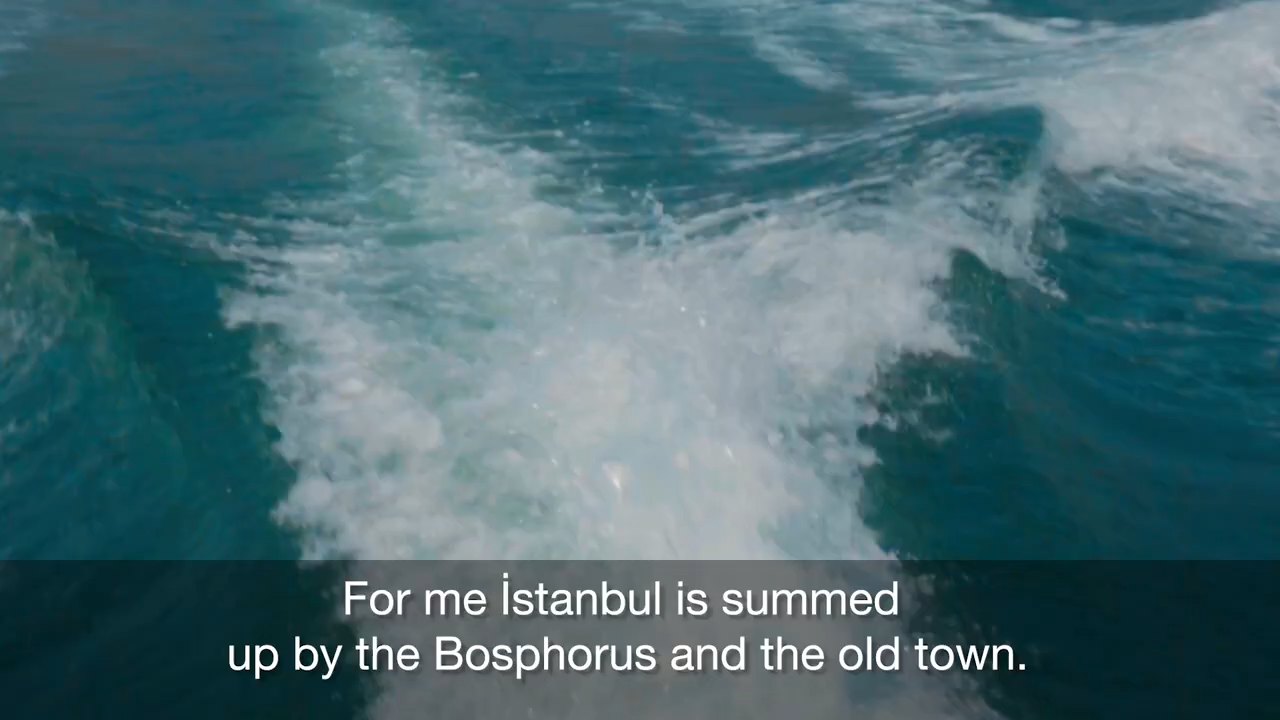 For me İstanbul is summed
up by the Bosphorus and the old town.